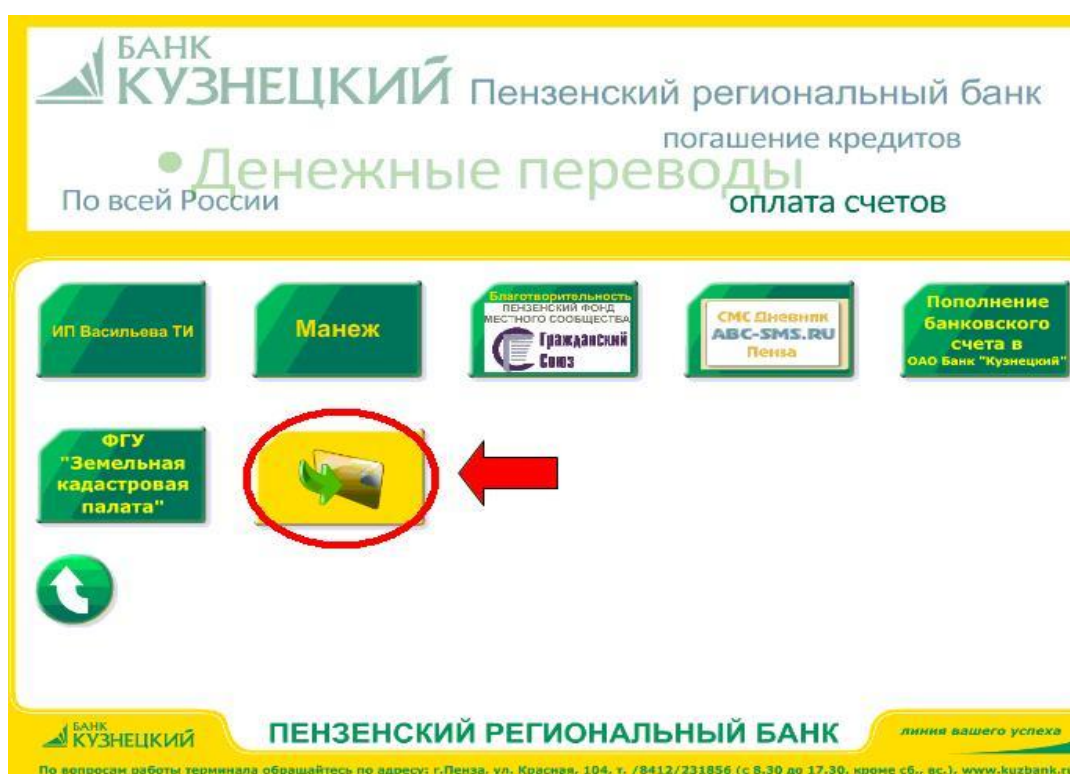 БАНК
КУЗНЕЦКИЙ Пензенский региональный банк
погашение кредитов
•Денежные переводы
По всей России
оплата счетов
ИП Васильева ТИ
Манеж
Благотворительность
ПЕНЗЕНСКИЙ ФОНД
МЕСТНОГО СООБЩЕСТВА
Гражданский
Союз
СМС Дневник
ABC-SMS.RU
Пенза
Пополнение
банковского
счета в
ОАО Банк "Кузнецкий"
ФГУ
"Земельная
кадастровая
палата"
БАНК
КУЗНЕЦКИЙ
ПЕНЗЕНСКИЙ РЕГИОНАЛЬНЫЙ БАНК
линия вашего успеха
По вопросам работы терминала обращайтесь по адресу: г.Пенза, ул. Красная, 104, т. /8412/231856 (с 8.30 до 17.30, кроме сб., вс.), www.kuzbank.ru